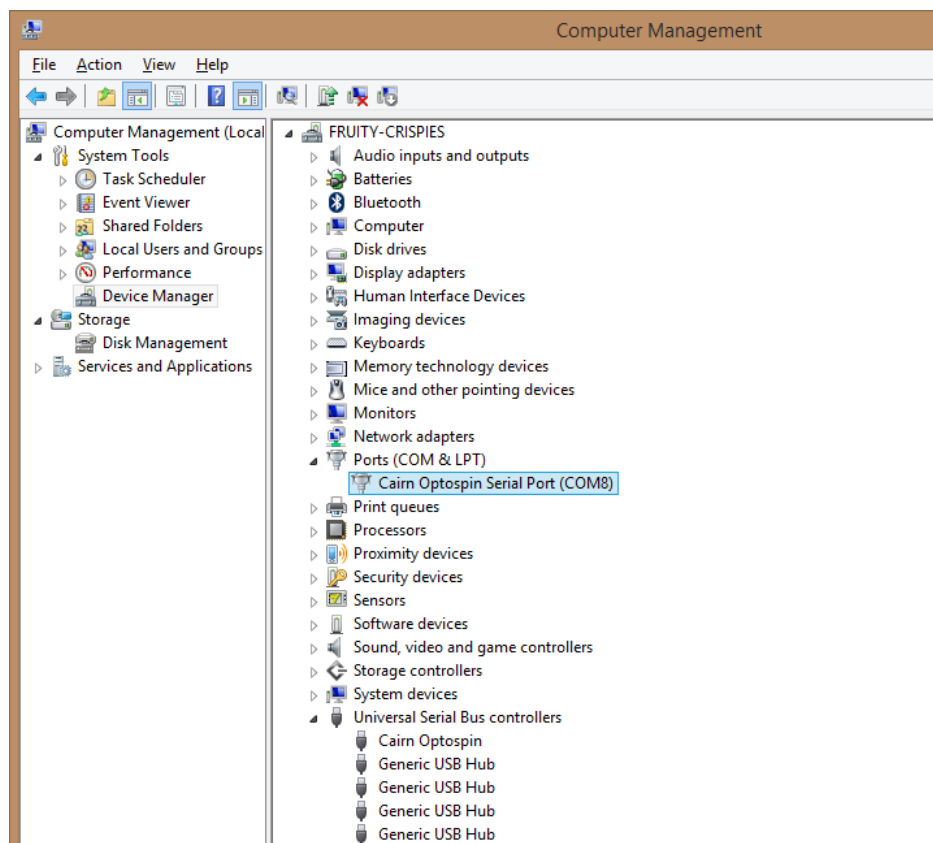 Computer Management
File Action View Help
Computer Management (Local
System Tools
Task Scheduler
Event Viewer
Shared Folders
Local Users and Groups
Performance
Device Manager
Storage
Disk Management
Services and Applications
FRUITY-CRISPIES
Audio inputs and outputs
Batteries
Bluetooth
Computer
Disk drives
Display adapters
Human Interface Devices
Imaging devices
Keyboards
Memory technology devices
Mice and other pointing devices
Monitors
Network adapters
Ports (COM & LPT)
Cairn Optospin Serial Port (COM8)
Print queues
Processors
Proximity devices
Security devices
Sensors
Software devices
Sound, video and game controllers
Storage controllers
System devices
Universal Serial Bus controllers
Cairn Optospin
Generic USB Hub
Generic USB Hub
Generic USB Hub
Generic USB Hub